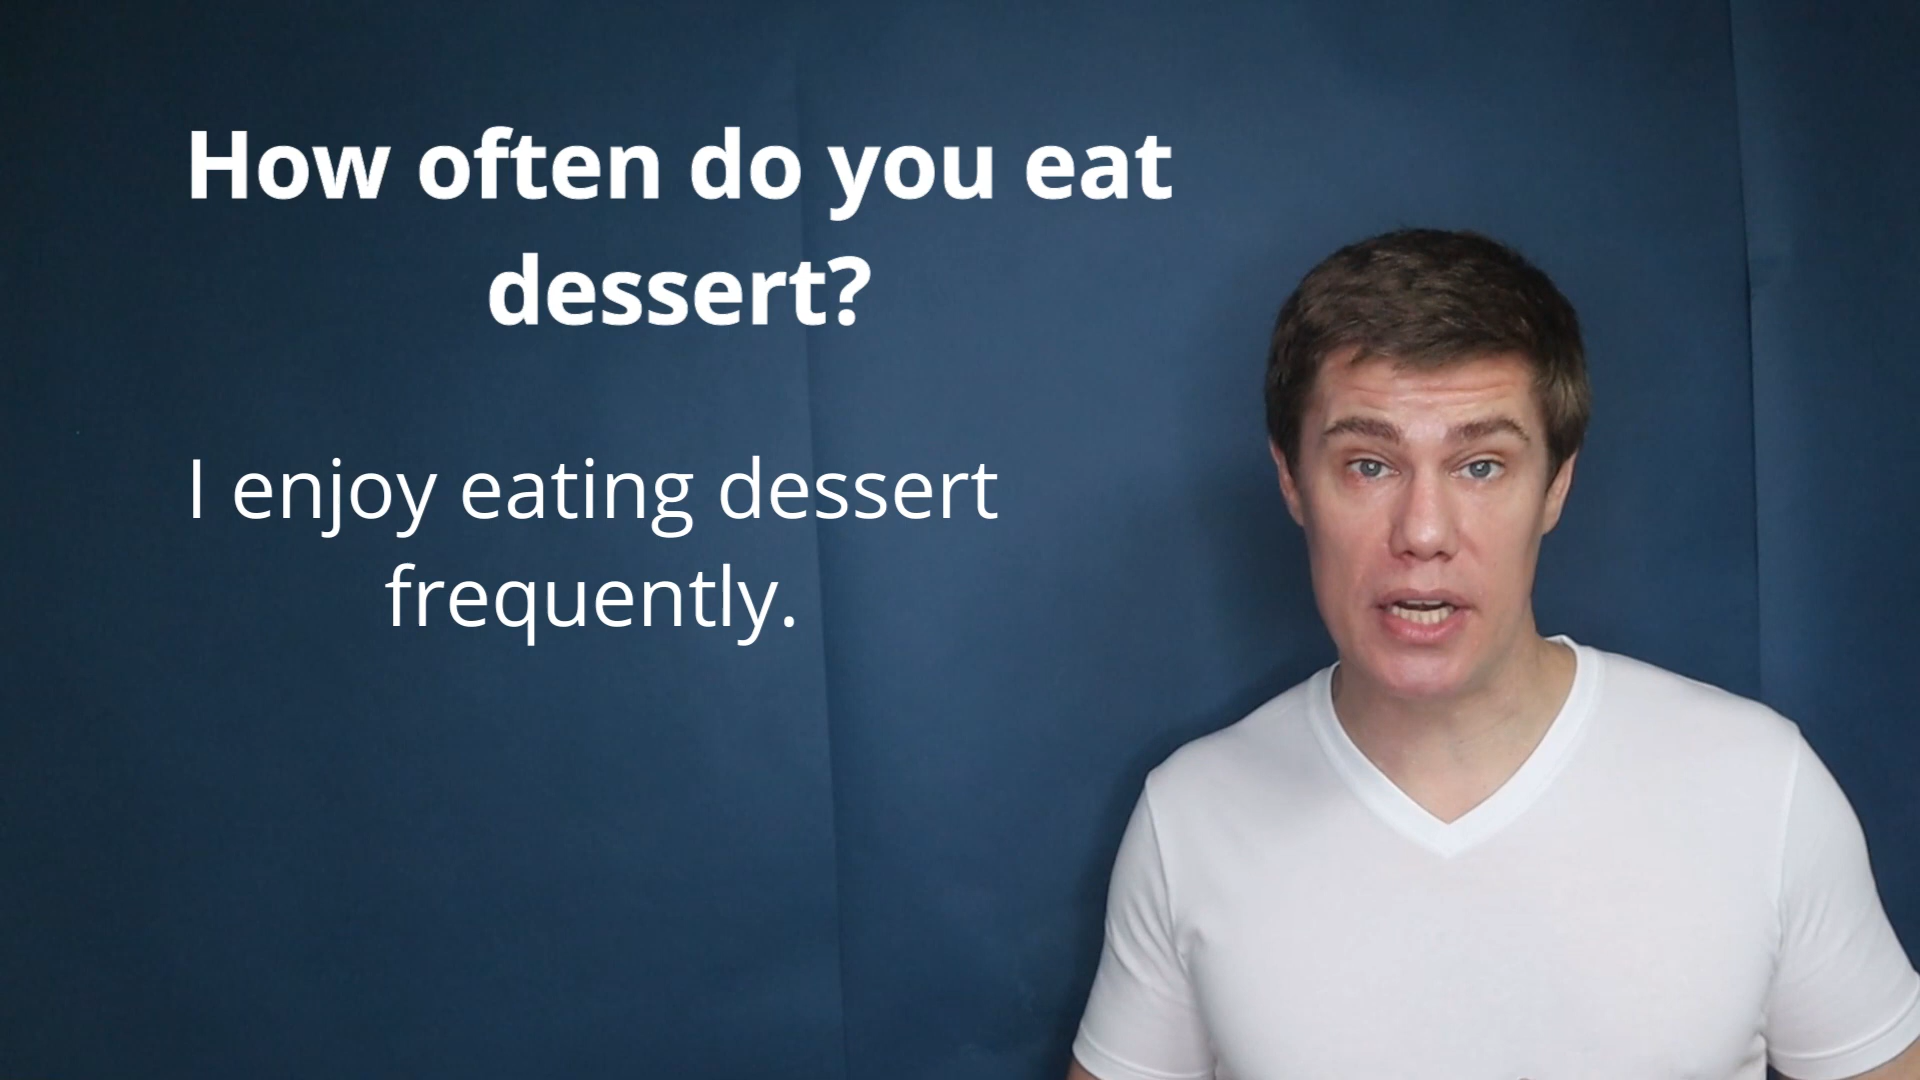 How often do you eat
dessert?
I enjoy eating dessert
frequently.